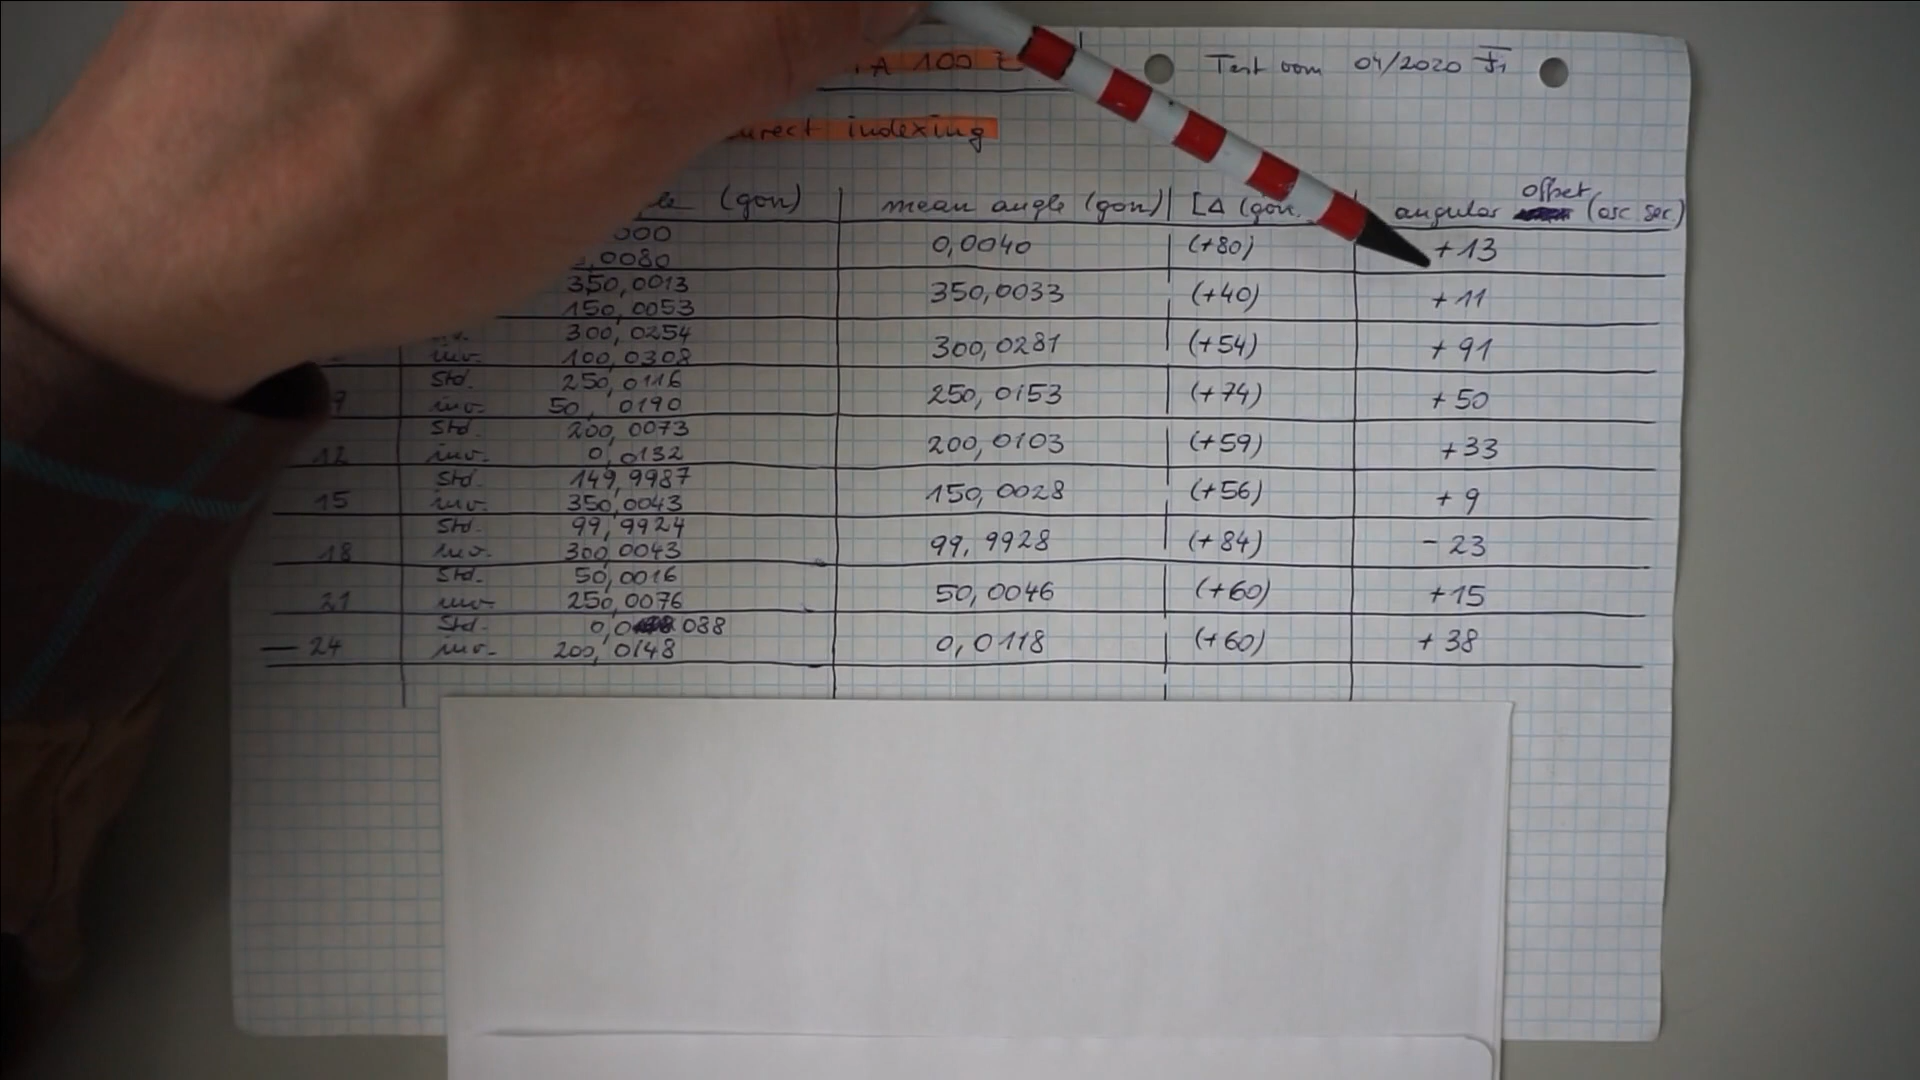 A 100 Test vom 04/2020
indexing
(gon) mean angle (gon) [Δ (gon. angular offset (arc sec)
000 0,0040 (+80) +13
,0080
350,0013 350,0033 (+40) +11
150,0053
300,0254 300,0281 (+54) +91
inv. 100,0308
Std. 250,0116 250,0153 (+74) +50
7 inv. 50, 0190
Std. 200,0073 200,0103 (+59) +33
12 inv. 0,0132
Std. 149,9987 150,0028 (+56) +9
15 inv. 350,0043
Std. 99,9924 99,9928 (+84) -23
18 inv. 300,0043
Std. 50,0016 50,0046 (+60) +15
21 inv. 250,0076
Std. 0,0 088 0,0118 (+60) +38
24 inv. 200,0148